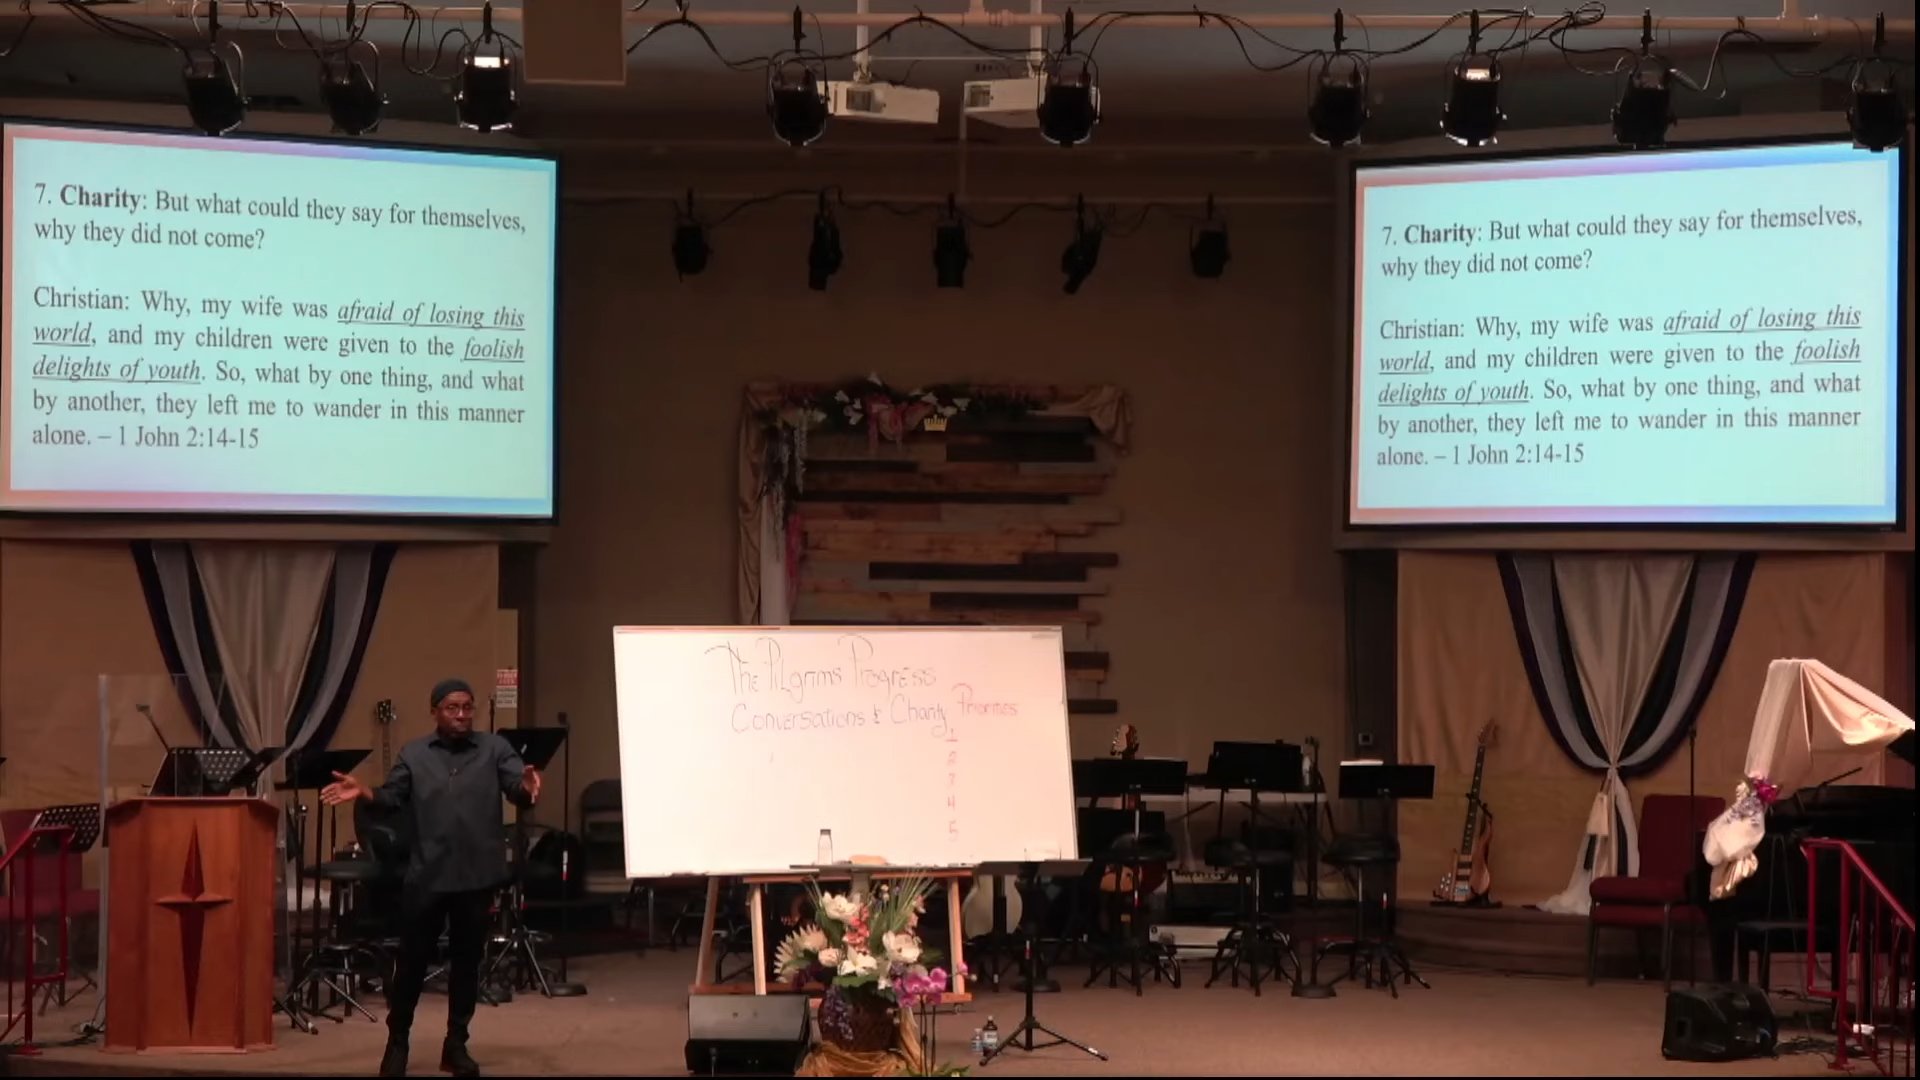 7. Charity: But what could they say for themselves,
why they did not come?
Christian: Why, my wife was afraid of losing this
world, and my children were given to the foolish
delights of youth. So, what by one thing, and what
by another, they left me to wander in this manner
alone. – 1 John 2:14-15
The Pilgrims Progress
Conversations & Charity Priorities
1
2
3
4
5
7. Charity: But what could they say for themselves,
why they did not come?
Christian: Why, my wife was afraid of losing this
world, and my children were given to the foolish
delights of youth. So, what by one thing, and what
by another, they left me to wander in this manner
alone. – 1 John 2:14-15